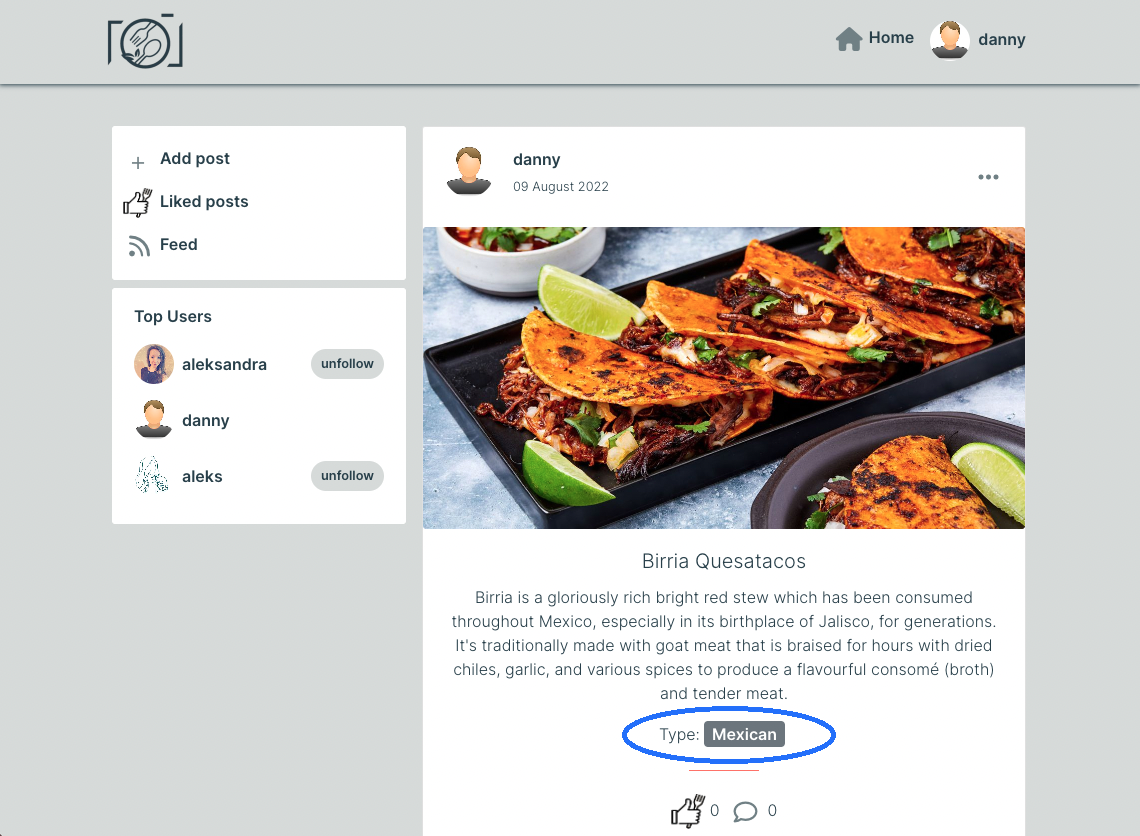 Home
danny
Add post
Liked posts
Feed
Top Users
aleksandra
unfollow
danny
aleks
unfollow
danny
09 August 2022
Birria Quesatacos
Birria is a gloriously rich bright red stew which has been consumed
throughout Mexico, especially in its birthplace of Jalisco, for generations.
It's traditionally made with goat meat that is braised for hours with dried
chiles, garlic, and various spices to produce a flavourful consomé (broth)
and tender meat.
Type: Mexican
0 0